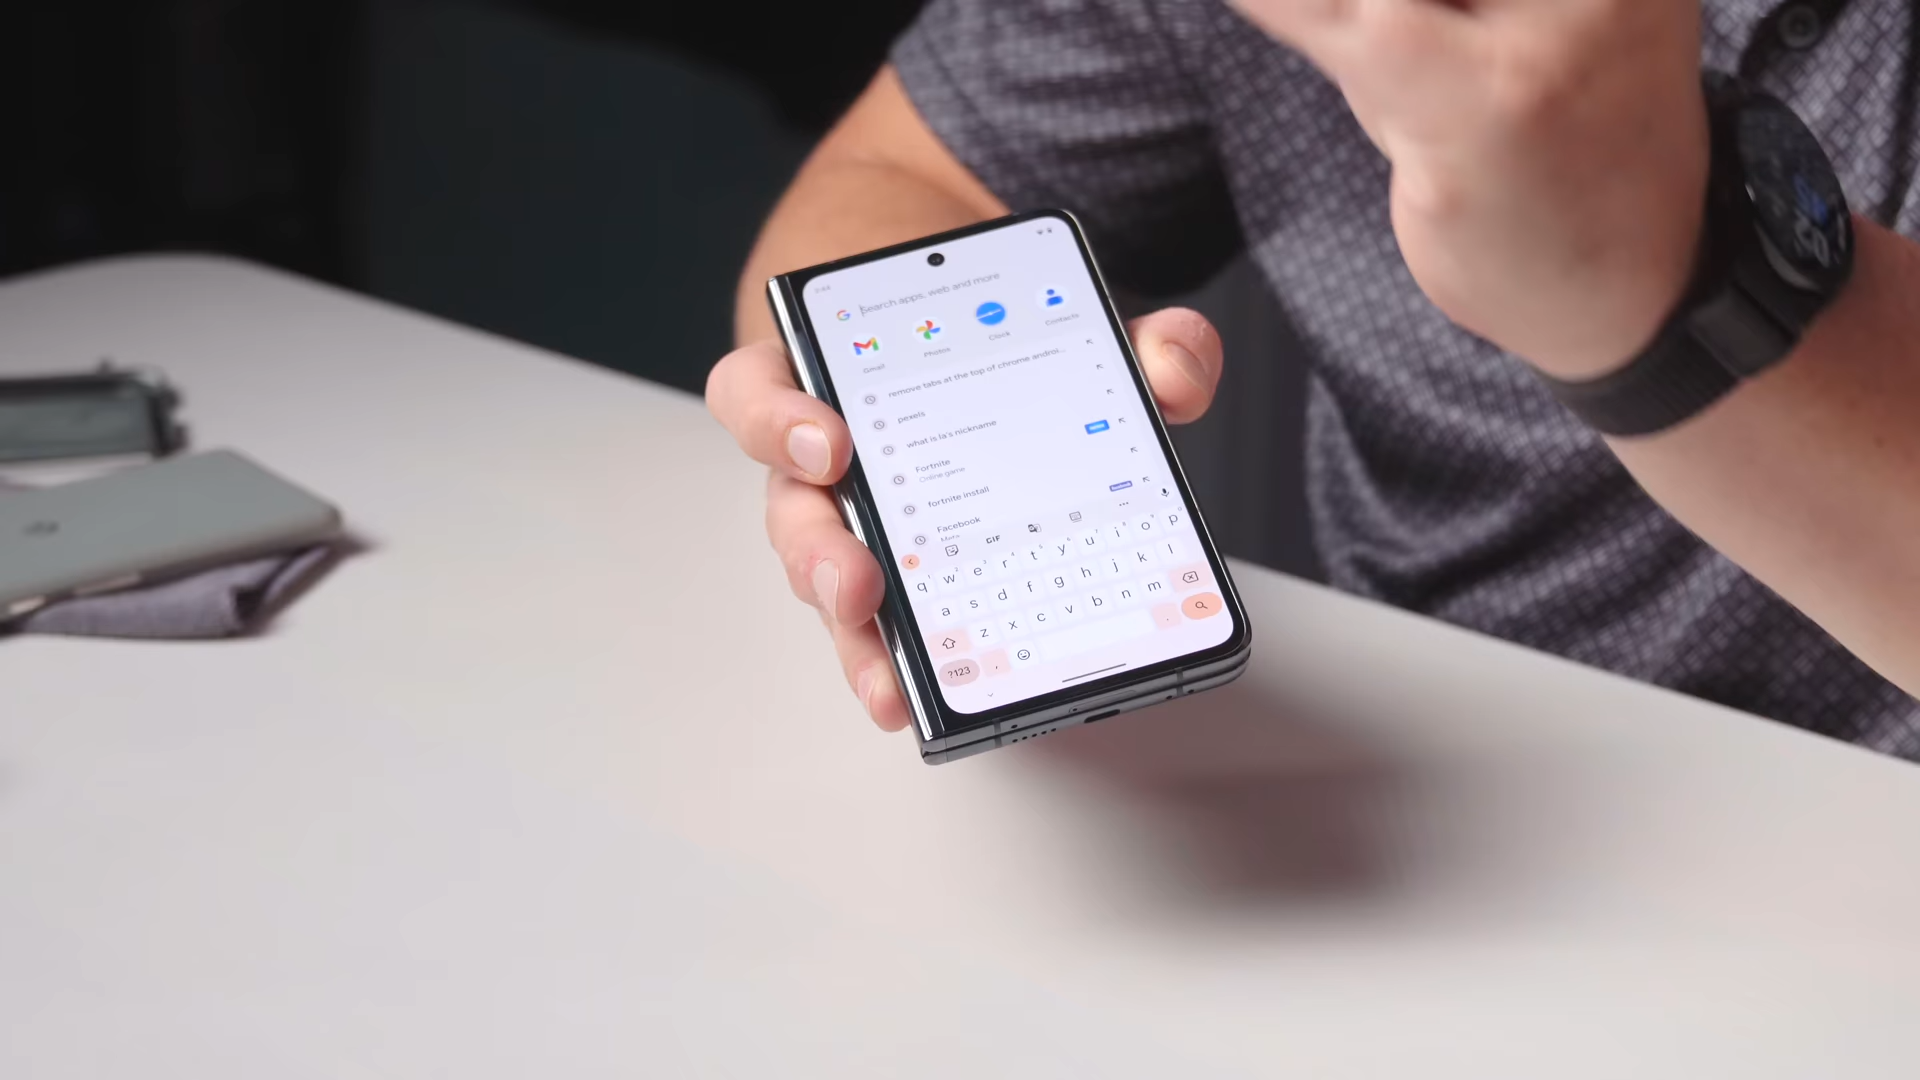 Search apps, web and more
Gmail
Photos
Clock
Contacts
remove tabs at the top of chrome androi...
pexels
what is la's nickname
Fortnite
Online game
fortnite install
Facebook
GIF
q w e r t y u i o p
a s d f g h j k l
z x c v b n m
?123 , .